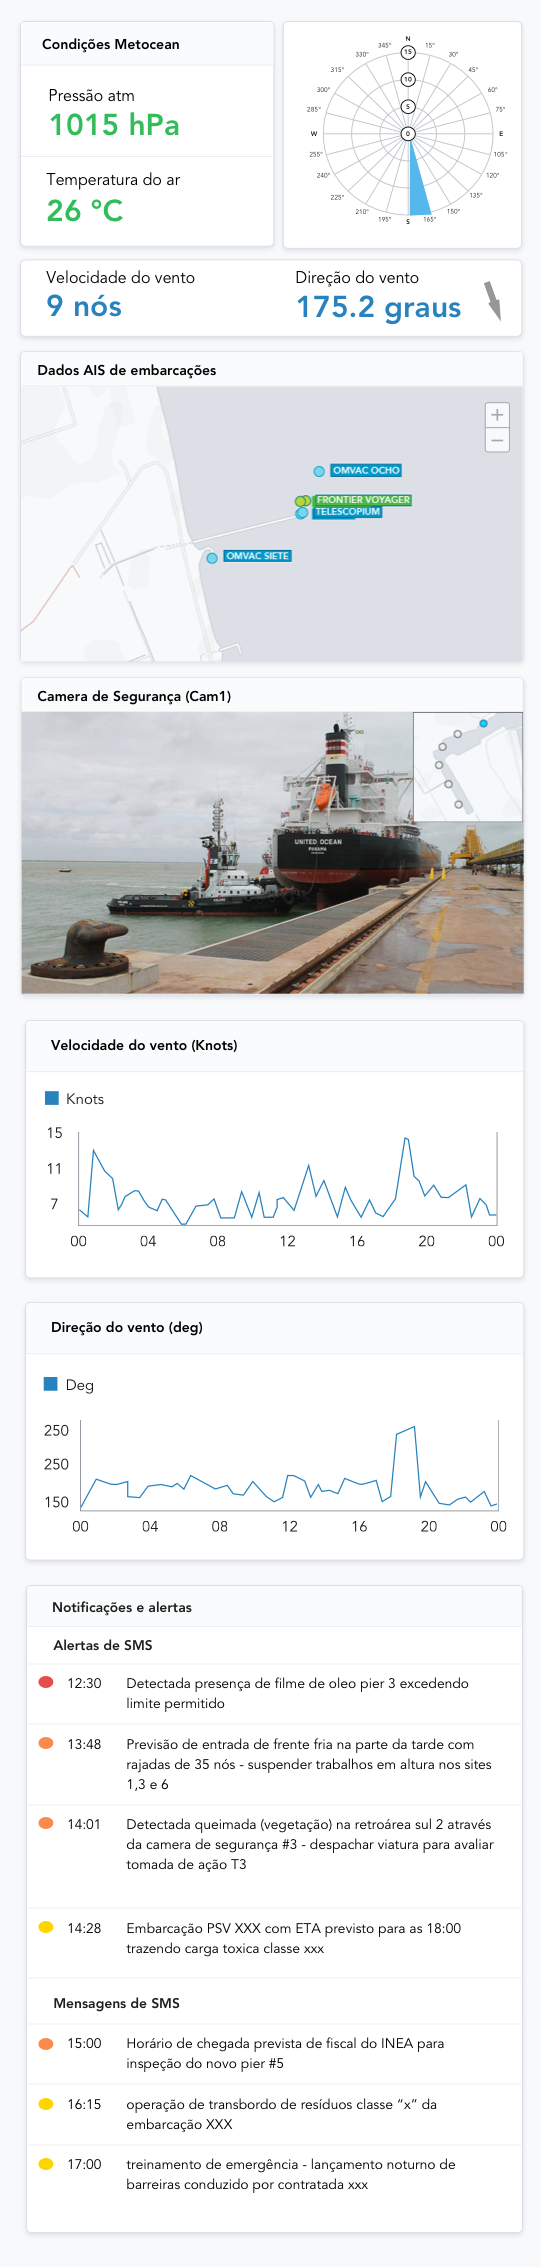 Condições Metocean
Pressão atm
1015 hPa
Temperatura do ar
26 °C
N
345° 15°
330° 30°
315° 45°
300° 60°
285° 75°
W E
255° 105°
240° 120°
225° 135°
210° 150°
195° 165°
S
15
10
5
0
Velocidade do vento
9 nós
Direção do vento
175.2 graus
Dados AIS de embarcações
+
−
OMVAC OCHO
FRONTIER VOYAGER
TELESCOPIUM
OMVAC SIETE
Camera de Segurança (Cam1)
UNITED OCEAN
PANAMA
Velocidade do vento (Knots)
Knots
15
11
7
00 04 08 12 16 20 00
Direção do vento (deg)
Deg
250
250
150
00 04 08 12 16 20 00
Notificações e alertas
Alertas de SMS
12:30 Detectada presença de filme de oleo pier 3 excedendo
limite permitido
13:48 Previsão de entrada de frente fria na parte da tarde com
rajadas de 35 nós - suspender trabalhos em altura nos sites
1,3 e 6
14:01 Detectada queimada (vegetação) na retroárea sul 2 através
da camera de segurança #3 - despachar viatura para avaliar
tomada de ação T3
14:28 Embarcação PSV XXX com ETA previsto para as 18:00
trazendo carga toxica classe xxx
Mensagens de SMS
15:00 Horário de chegada prevista de fiscal do INEA para
inspeção do novo pier #5
16:15 operação de transbordo de resíduos classe “x” da
embarcação XXX
17:00 treinamento de emergência - lançamento noturno de
barreiras conduzido por contratada xxx